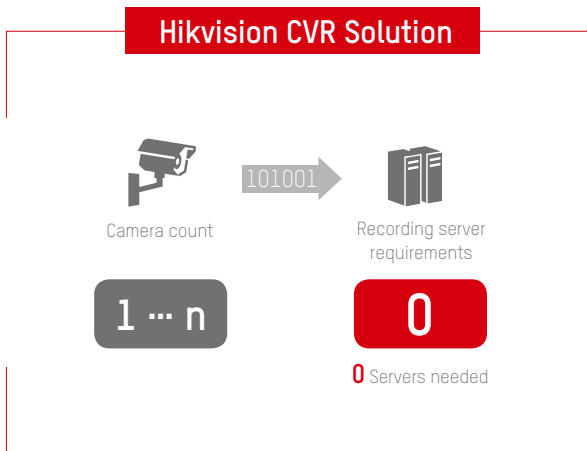 Hikvision CVR Solution
101001
Camera count
Recording server
requirements
1 ··· n
0
0 Servers needed